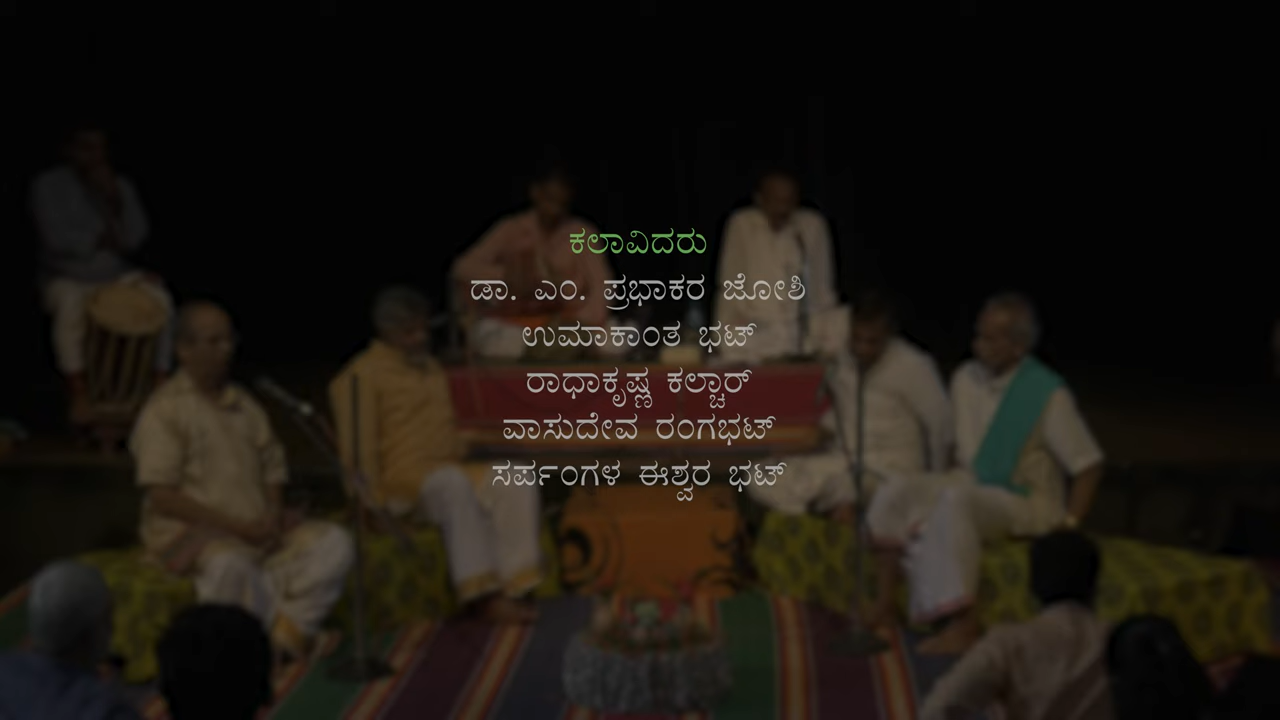 ಕಲಾವಿದರು
ಡಾ. ಎಂ. ಪ್ರಭಾಕರ ಜೋಶಿ
ಉಮಾಕಾಂತ ಭಟ್
ರಾಧಾಕೃಷ್ಣ ಕಲ್ಚಾರ್
ವಾಸುದೇವ ರಂಗಭಟ್
ಸರ್ಪಂಗಳ ಈಶ್ವರ ಭಟ್